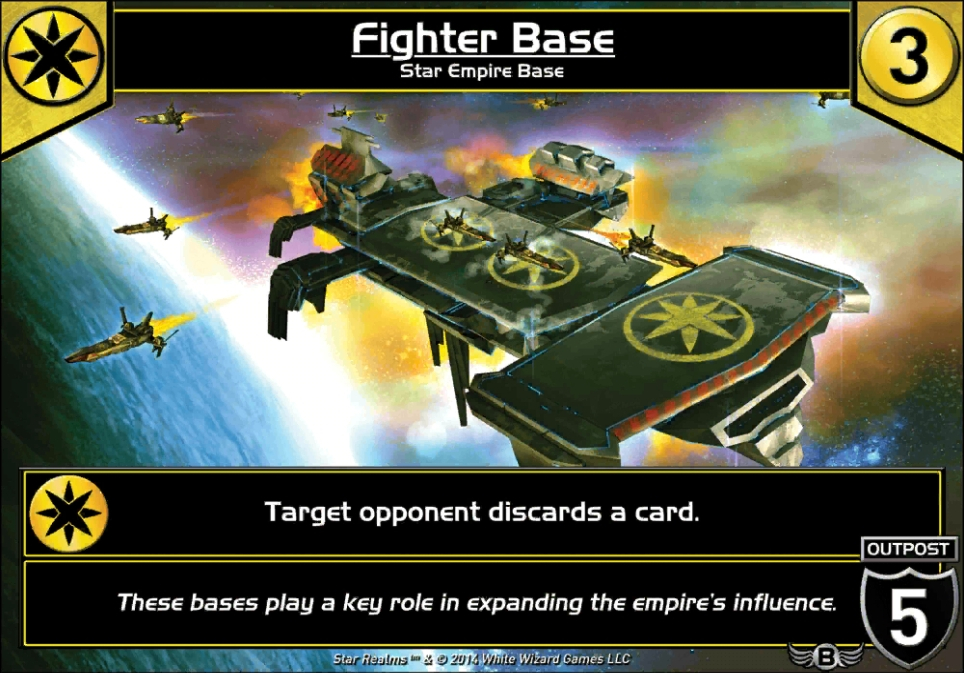 Fighter Base
Star Empire Base
3
Target opponent discards a card.
OUTPOST
These bases play a key role in expanding the empire's influence.
5
Star Realms™ & © 2014 White Wizard Games LLC
B